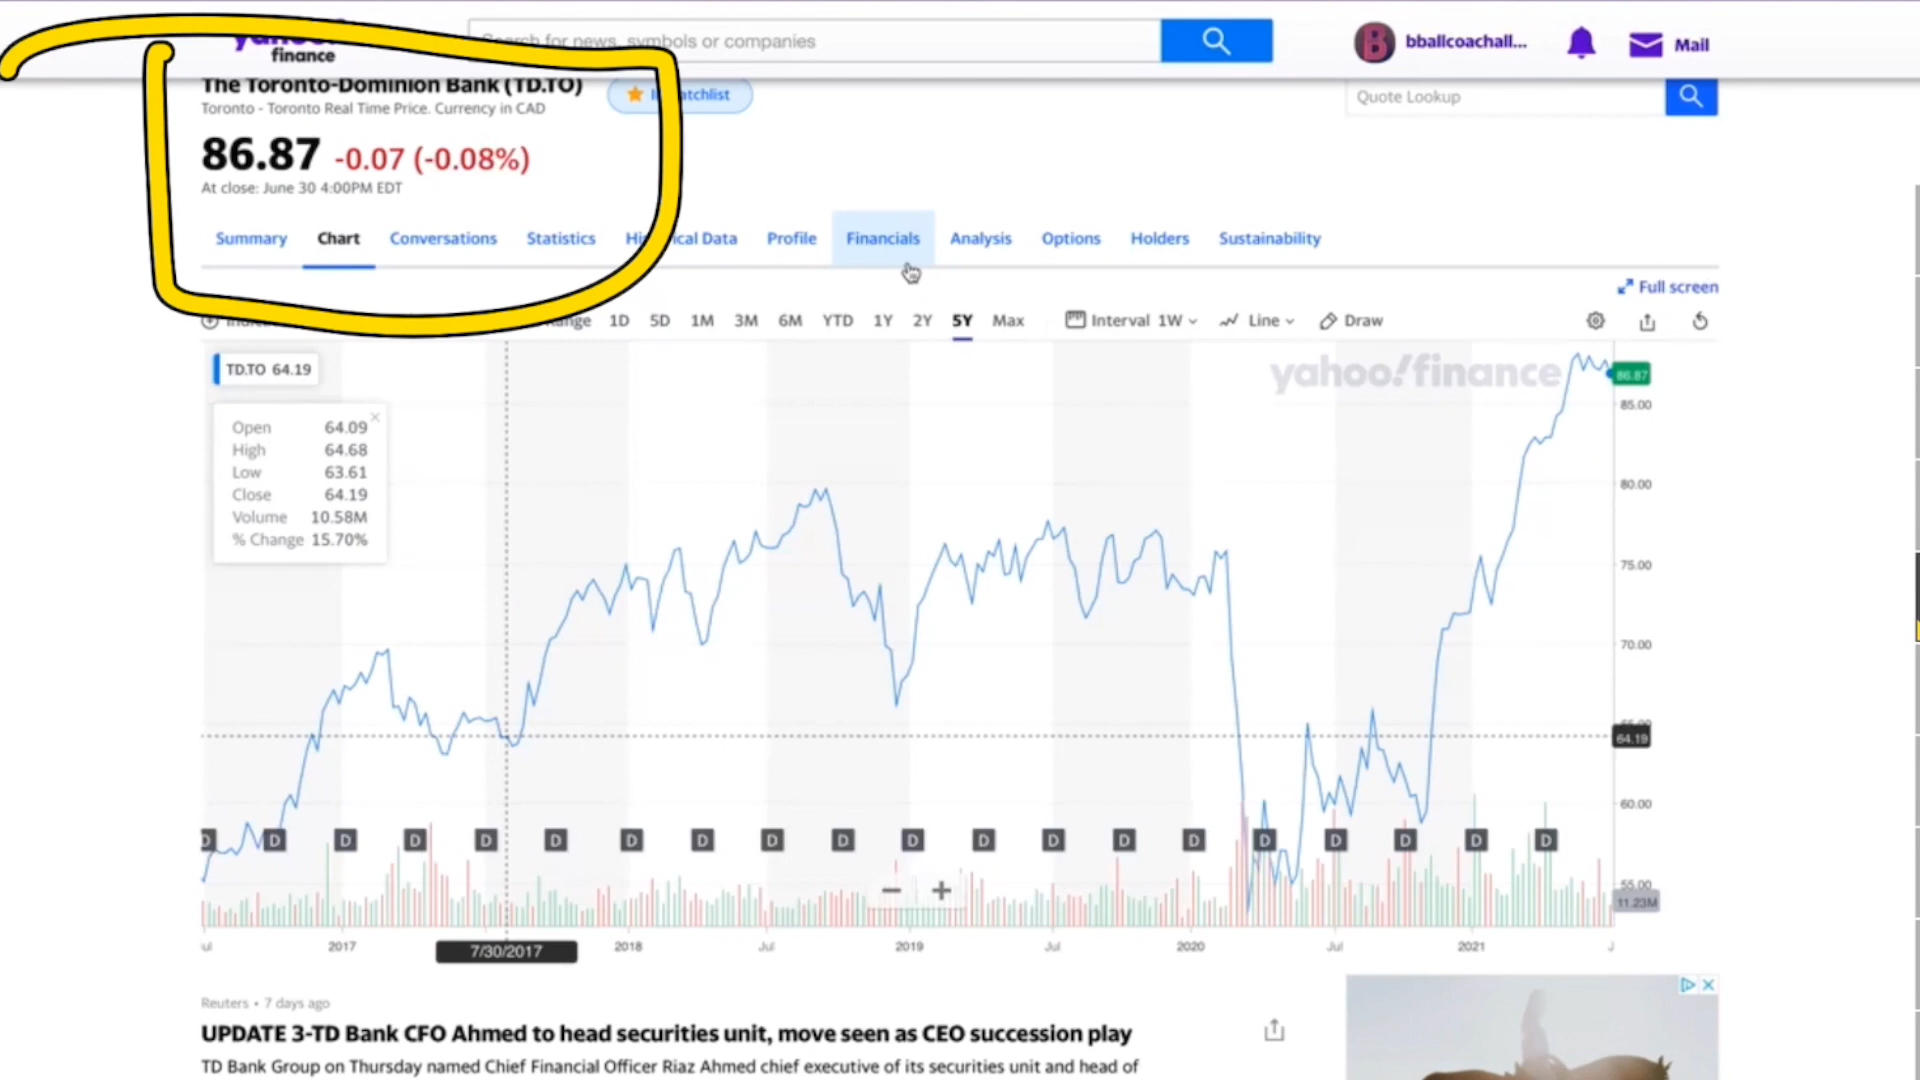 finance
Search for news, symbols or companies
bballcoachall...
Mail
The Toronto-Dominion Bank (TD.TO)
Toronto - Toronto Real Time Price. Currency in CAD
Quote Lookup
86.87 -0.07 (-0.08%)
At close: June 30 4:00PM EDT
Summary Chart Conversations Statistics Data Profile Financials Analysis Options Holders Sustainability
Full screen
1D 5D 1M 3M 6M YTD 1Y 2Y 5Y Max Interval 1W Line Draw
TD.TO 64.19
yahoo!finance
86.87
85.00
Open 64.09
High 64.68
Low 63.61
Close 64.19
Volume 10.58M
% Change 15.70%
80.00
75.00
70.00
64.19
60.00
D D D D D D D D D D D D D D D D D D D D
55.00
11.23M
2017 7/30/2017 2018 Jul 2019 Jul 2020 Jul 2021 J
Reuters • 7 days ago
UPDATE 3-TD Bank CFO Ahmed to head securities unit, move seen as CEO succession play
TD Bank Group on Thursday named Chief Financial Officer Riaz Ahmed chief executive of its securities unit and head of